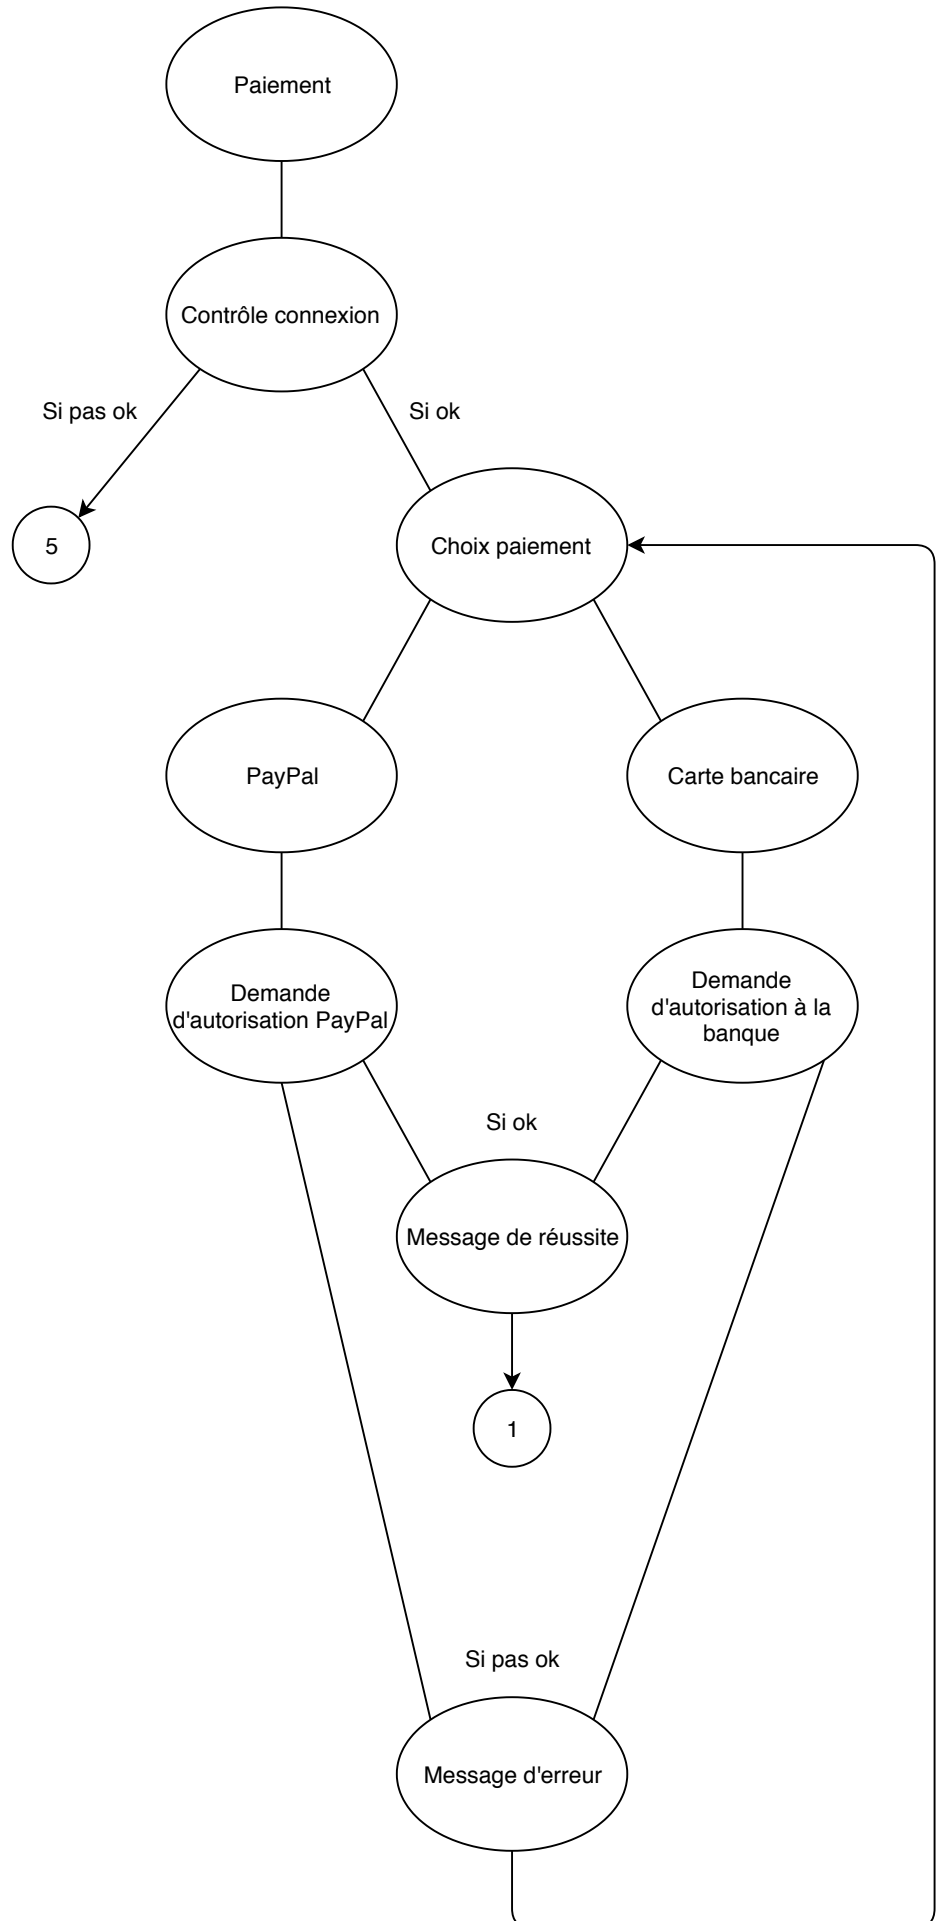 Paiement
Contrôle connexion
Si pas ok
Si ok
5
Choix paiement
PayPal
Carte bancaire
Demande
d'autorisation PayPal
Demande
d'autorisation à la
banque
Si ok
Message de réussite
1
Si pas ok
Message d'erreur